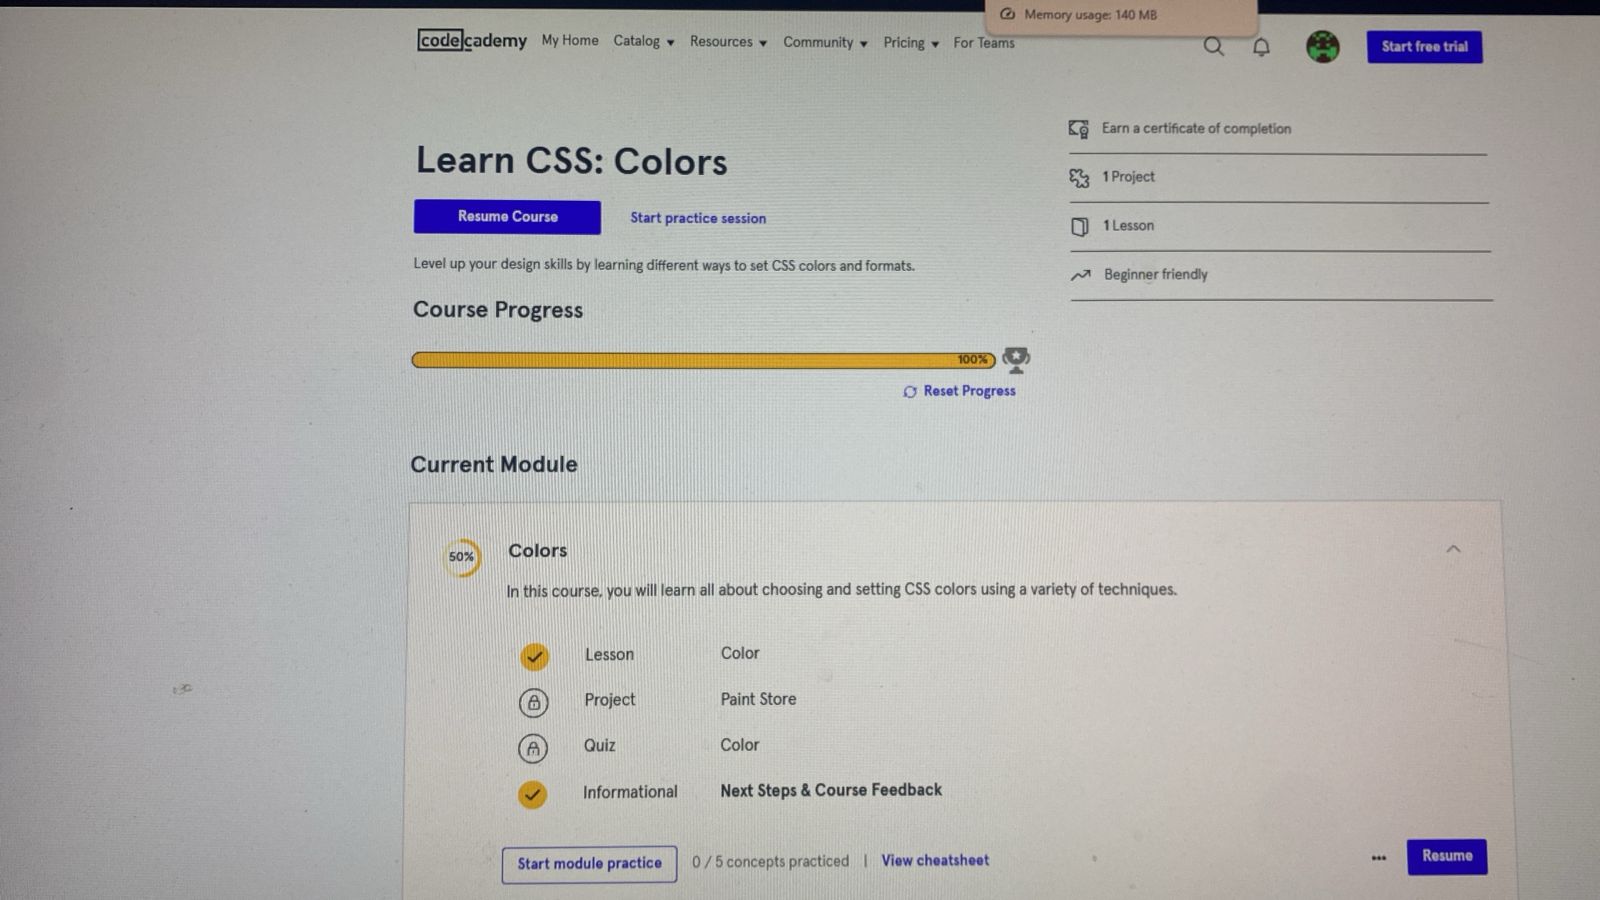 Memory usage: 140 MB
codecademy My Home Catalog Resources Community Pricing For Teams Start free trial
Learn CSS: Colors
Resume Course Start practice session
Level up your design skills by learning different ways to set CSS colors and formats.
Earn a certificate of completion
1 Project
1 Lesson
Beginner friendly
Course Progress
100%
Reset Progress
Current Module
50% Colors
In this course, you will learn all about choosing and setting CSS colors using a variety of techniques.
Lesson Color
Project Paint Store
Quiz Color
Informational Next Steps & Course Feedback
Start module practice 0 / 5 concepts practiced | View cheatsheet ••• Resume